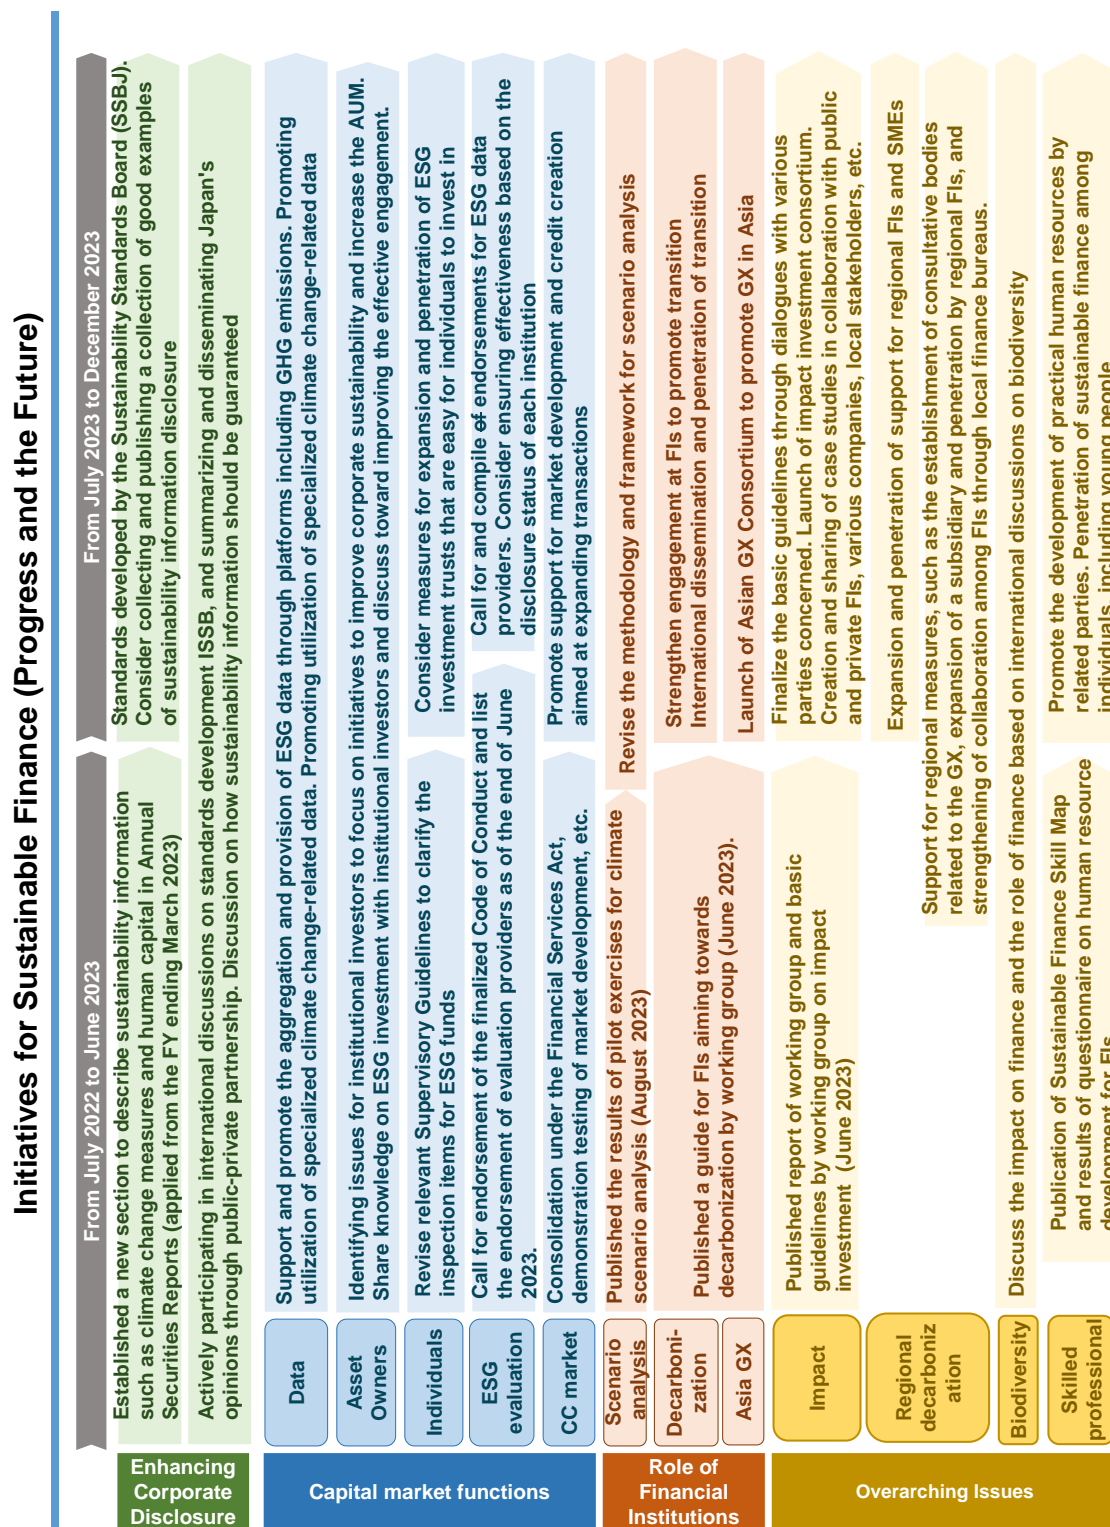 Initiatives for Sustainable Finance (Progress and the Future)
From July 2022 to June 2023
From July 2023 to December 2023
Enhancing
Corporate
Disclosure
Established a new section to describe sustainability information
such as climate change measures and human capital in Annual
Securities Reports (applied from the FY ending March 2023)
Standards developed by the Sustainability Standards Board (SSBJ).
Consider collecting and publishing a collection of good examples
of sustainability information disclosure
Actively participating in international discussions on standards development ISSB, and summarizing and disseminating Japan's
opinions through public-private partnership. Discussion on how sustainability information should be guaranteed
Capital market functions
Data
Support and promote the aggregation and provision of ESG data through platforms including GHG emissions. Promoting
utilization of specialized climate change-related data. Promoting utilization of specialized climate change-related data
Asset
Owners
Identifying issues for institutional investors to focus on initiatives to improve corporate sustainability and increase the AUM.
Share knowledge on ESG investment with institutional investors and discuss toward improving the effective engagement.
Individuals
Revise relevant Supervisory Guidelines to clarify the
inspection items for ESG funds
Consider measures for expansion and penetration of ESG
investment trusts that are easy for individuals to invest in
ESG
evaluation
Call for endorsement of the finalized Code of Conduct and list
the endorsement of evaluation providers as of the end of June
2023.
Call for and compile of endorsements for ESG data
providers. Consider ensuring effectiveness based on the
disclosure status of each institution
CC market
Consolidation under the Financial Services Act,
demonstration testing of market development, etc.
Promote support for market development and credit creation
aimed at expanding transactions
Role of
Financial
Institutions
Scenario
analysis
Published the results of pilot exercises for climate
scenario analysis (August 2023)
Revise the methodology and framework for scenario analysis
Decarboni-
zation
Published a guide for FIs aiming towards
decarbonization by working group (June 2023).
Strengthen engagement at FIs to promote transition
International dissemination and penetration of transition
Asia GX
Launch of Asian GX Consortium to promote GX in Asia
Overarching Issues
Impact
Published report of working group and basic
guidelines by working group on impact
investment (June 2023)
Finalize the basic guidelines through dialogues with various
parties concerned. Launch of impact investment consortium.
Creation and sharing of case studies in collaboration with public
and private FIs, various companies, local stakeholders, etc.
Regional
decarboniz
ation
Expansion and penetration of support for regional FIs and SMEs
Support for regional measures, such as the establishment of consultative bodies
related to the GX, expansion of a subsidiary and penetration by regional FIs, and
strengthening of collaboration among FIs through local finance bureaus.
Biodiversity
Discuss the impact on finance and the role of finance based on international discussions on biodiversity
Skilled
professional
Publication of Sustainable Finance Skill Map
and results of questionnaire on human resource
development for FIs
Promote the development of practical human resources by
related parties. Penetration of sustainable finance among
individuals, including young people